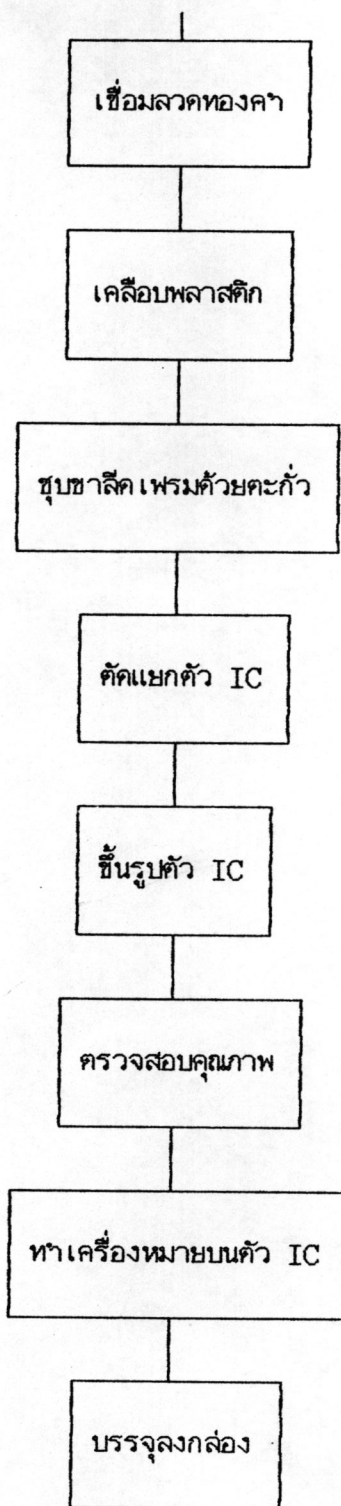 เชื่อมลวดทองคำ
เคลือบพลาสติก
ชุบขาลีดเฟรมด้วยตะกั่ว
ตัดแยกตัว IC
ขึ้นรูปตัว IC
ตรวจสอบคุณภาพ
ทำเครื่องหมายบนตัว IC
บรรจุลงกล่อง